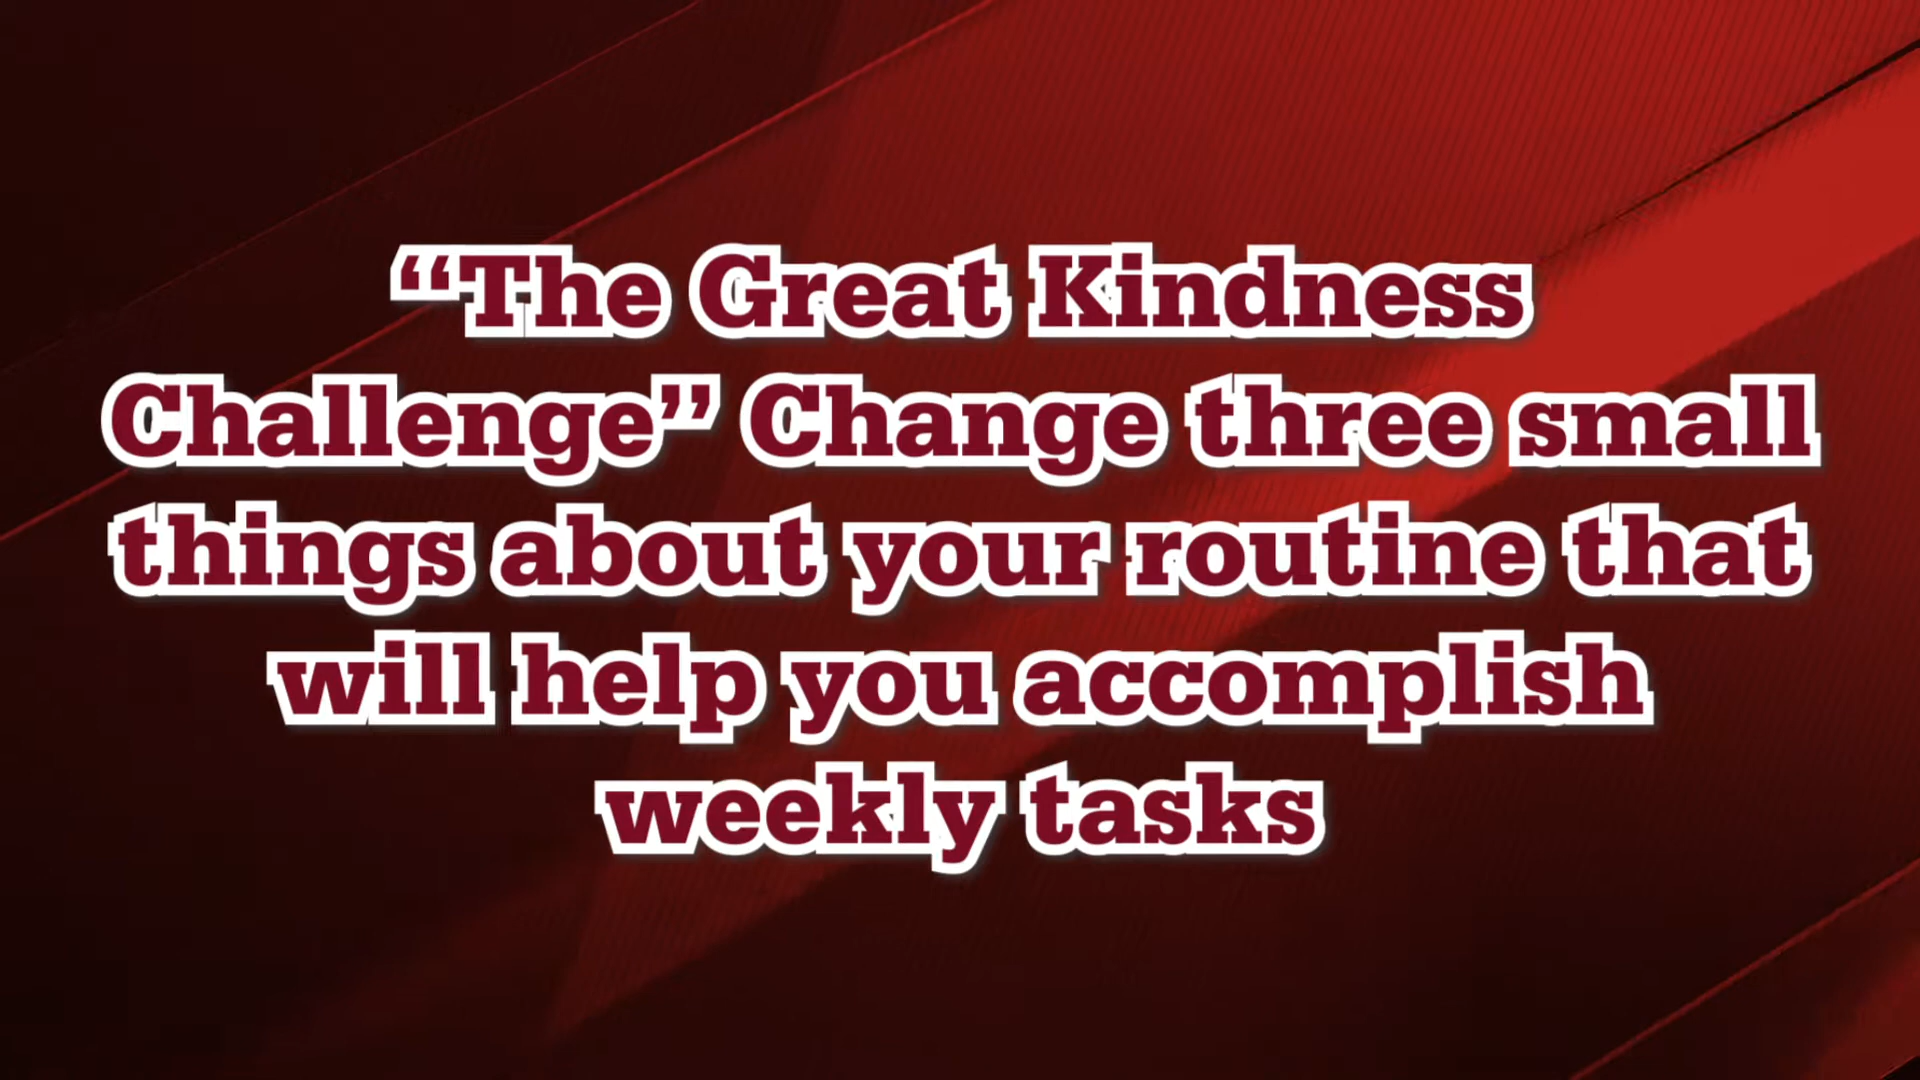 “The Great Kindness
Challenge” Change three small
things about your routine that
will help you accomplish
weekly tasks